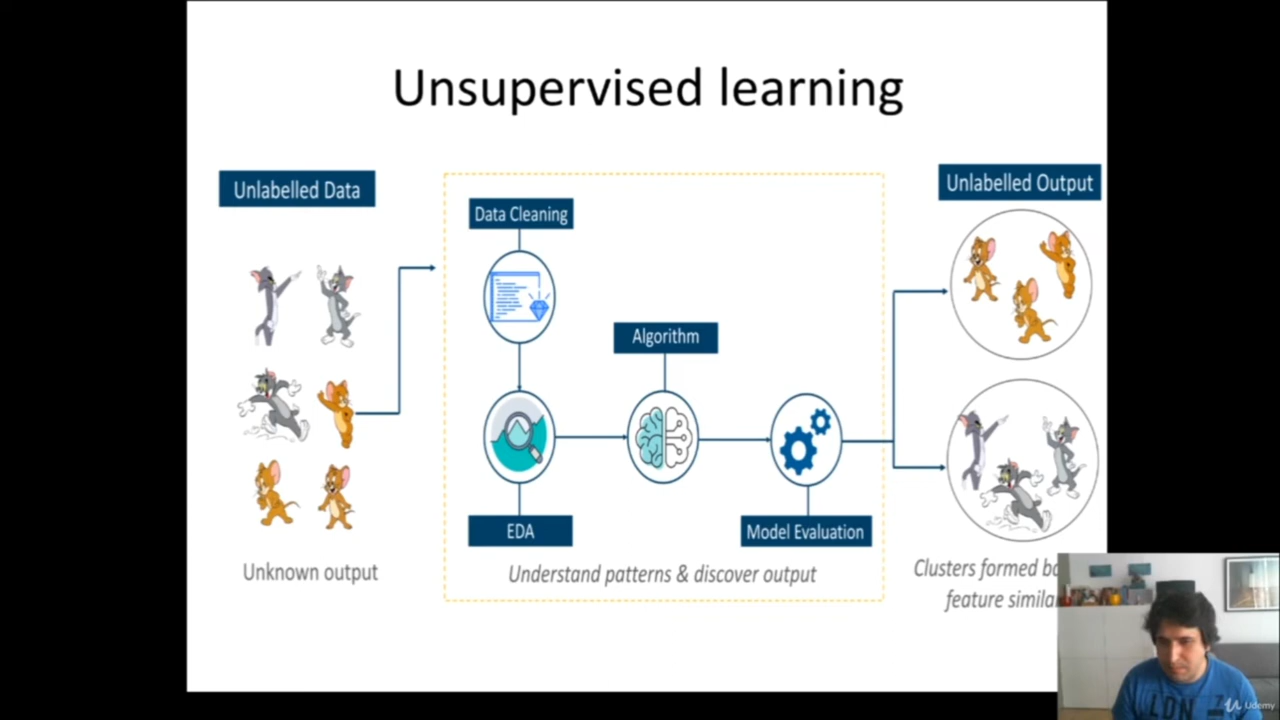 Unsupervised learning
Unlabelled Data
Data Cleaning
Algorithm
EDA
Model Evaluation
Unlabelled Output
Unknown output
Understand patterns & discover output
Clusters formed
feature
Udemy